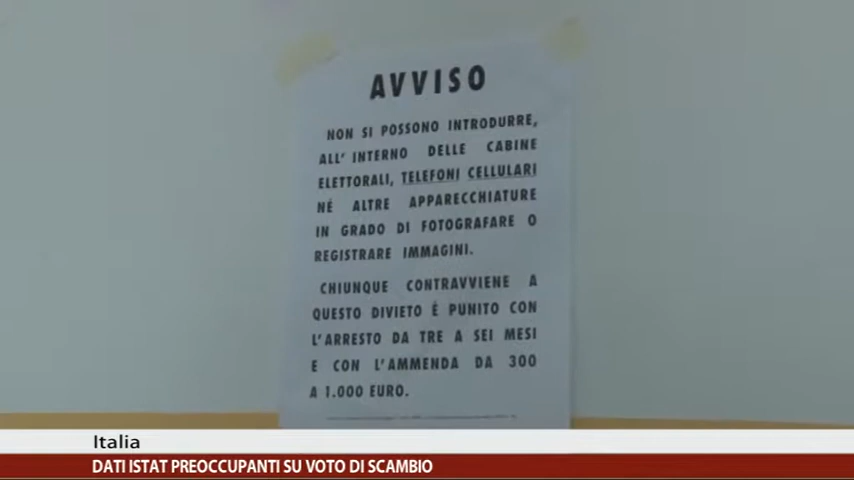 AVVISO
NON SI POSSONO INTRODURRE,
ALL' INTERNO DELLE CABINE
ELETTORALI, TELEFONI CELLULARI
NÉ ALTRE APPARECCHIATURE
IN GRADO DI FOTOGRAFARE O
REGISTRARE IMMAGINI.
CHIUNQUE CONTRAVVIENE A
QUESTO DIVIETO É PUNITO CON
L'ARRESTO DA TRE A SEI MESI
E CON L'AMMENDA DA 300
A 1.000 EURO.
Italia
DATI ISTAT PREOCCUPANTI SU VOTO DI SCAMBIO